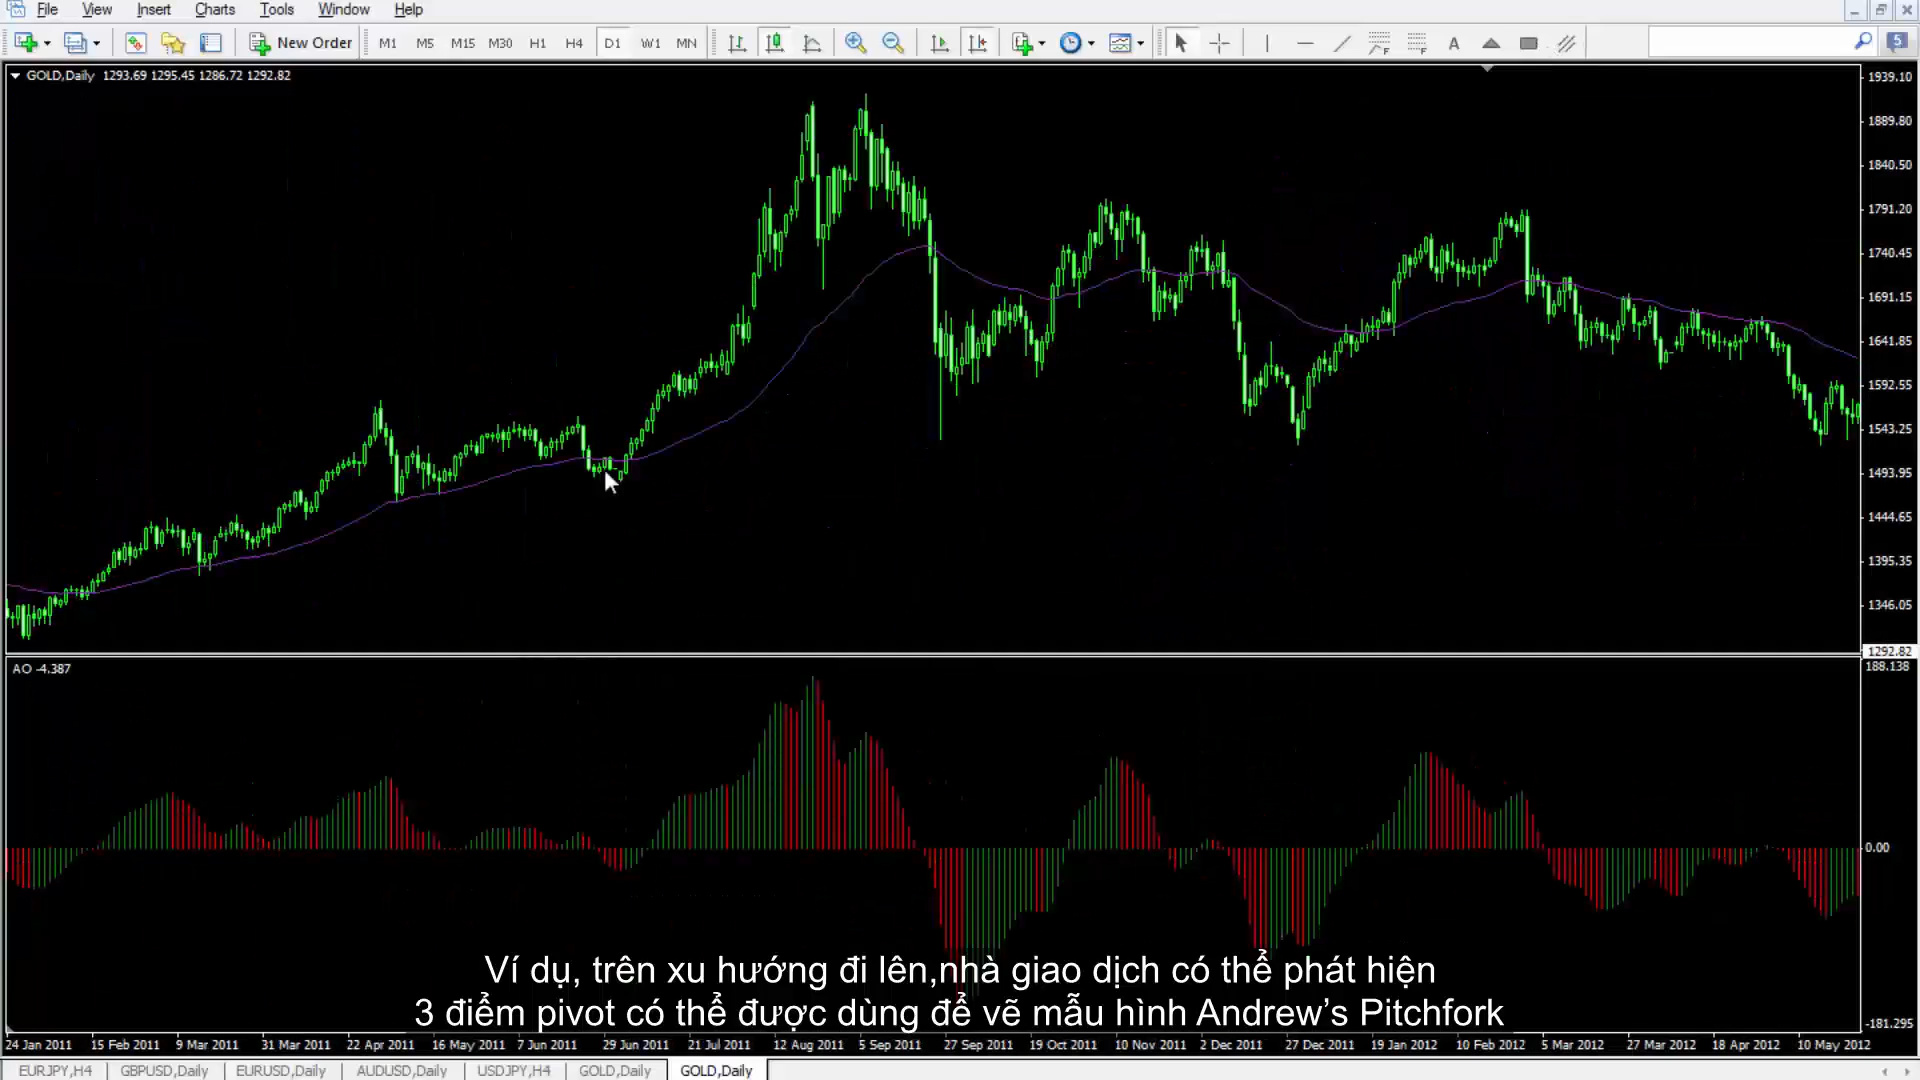 File View Insert Charts Tools Window Help
New Order M1 M5 M15 M30 H1 H4 D1 W1 MN A 5
GOLD,Daily 1293.69 1295.45 1286.72 1292.82
1939.10
1889.80
1840.50
1791.20
1740.45
1691.15
1641.85
1592.55
1543.25
1493.95
1444.65
1395.35
1346.05
1292.82
AO -4.387
188.138
0.00
-181.295
Ví dụ, trên xu hướng đi lên,nhà giao dịch có thể phát hiện
3 điểm pivot có thể được dùng để vẽ mẫu hình Andrew’s Pitchfork
24 Jan 2011 15 Feb 2011 9 Mar 2011 31 Mar 2011 22 Apr 2011 16 May 2011 7 Jun 2011 29 Jun 2011 21 Jul 2011 12 Aug 2011 5 Sep 2011 27 Sep 2011 19 Oct 2011 10 Nov 2011 2 Dec 2011 27 Dec 2011 19 Jan 2012 10 Feb 2012 5 Mar 2012 27 Mar 2012 18 Apr 2012 10 May 2012
EURJPY,H4 GBPUSD,Daily EURUSD,Daily AUDUSD,Daily USDJPY,H4 GOLD,Daily GOLD,Daily